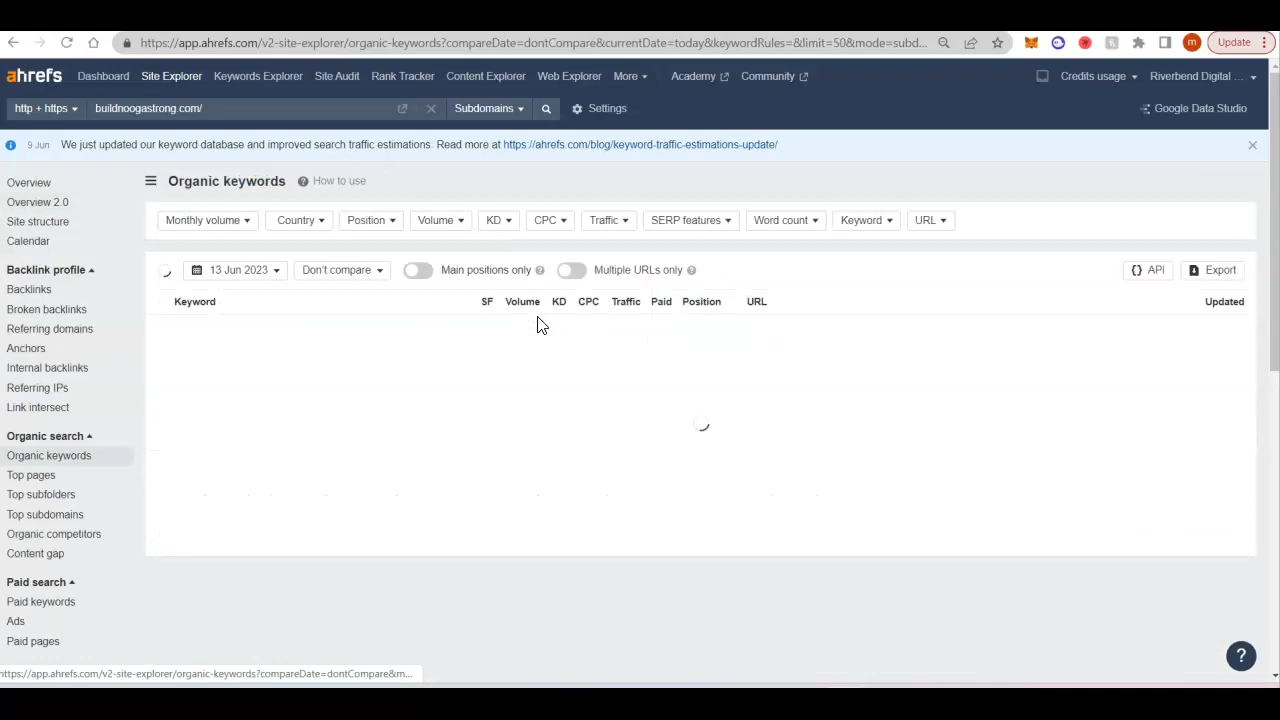 https://app.ahrefs.com/v2-site-explorer/organic-keywords?compareDate=dontCompare&currentDate=today&keywordRules=&limit=50&mode=subd...
m
Update
ahrefs Dashboard Site Explorer Keywords Explorer Site Audit Rank Tracker Content Explorer Web Explorer More Academy Community Credits usage Riverbend Digital ...
http + https buildnoogastrong.com/ Subdomains Settings Google Data Studio
9 Jun We just updated our keyword database and improved search traffic estimations. Read more at https://ahrefs.com/blog/keyword-traffic-estimations-update/
Overview
Overview 2.0
Site structure
Calendar
Backlink profile
Backlinks
Broken backlinks
Referring domains
Anchors
Internal backlinks
Referring IPs
Link intersect
Organic search
Organic keywords
Top pages
Top subfolders
Top subdomains
Organic competitors
Content gap
Paid search
Paid keywords
Ads
Paid pages
Organic keywords ? How to use
Monthly volume Country Position Volume KD CPC Traffic SERP features Word count Keyword URL
13 Jun 2023 Don't compare Main positions only ? Multiple URLs only ? {} API Export
Keyword SF Volume KD CPC Traffic Paid Position URL Updated
?
https://app.ahrefs.com/v2-site-explorer/organic-keywords?compareDate=dontCompare&m...